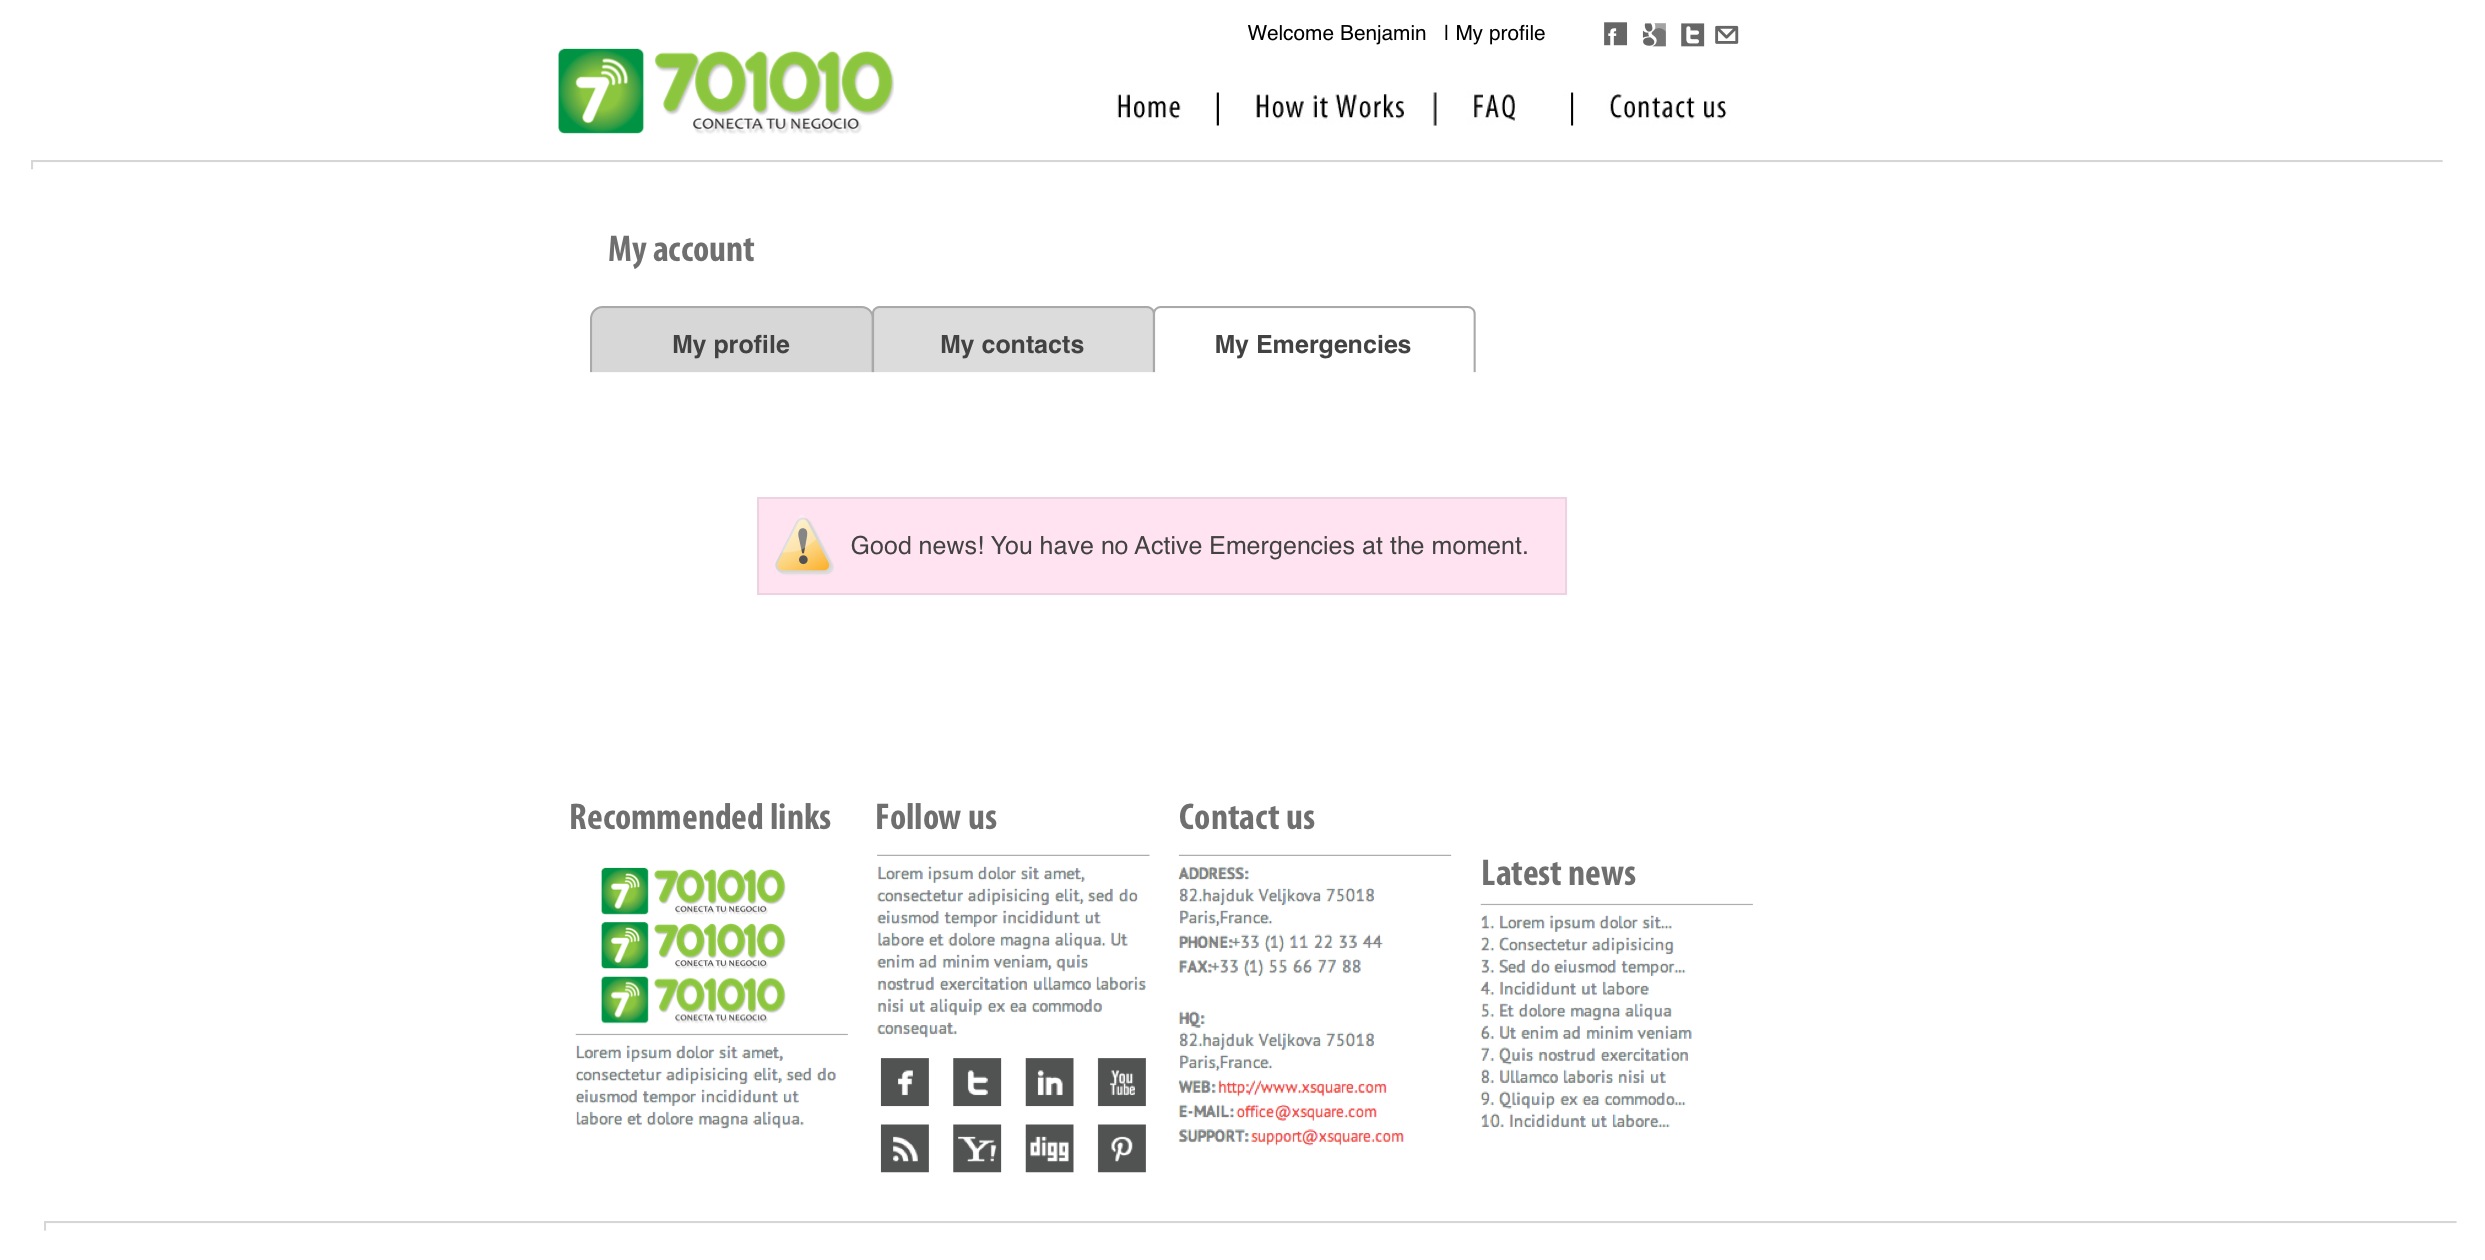 Welcome Benjamin | My profile
7 701010
CONECTA TU NEGOCIO
Home | How it Works | FAQ | Contact us
My account
My profile
My contacts
My Emergencies
Good news! You have no Active Emergencies at the moment.
Recommended links
7 701010
CONECTA TU NEGOCIO
7 701010
CONECTA TU NEGOCIO
7 701010
CONECTA TU NEGOCIO
Lorem ipsum dolor sit amet,
consectetur adipisicing elit, sed do
eiusmod tempor incididunt ut
labore et dolore magna aliqua.
Follow us
Lorem ipsum dolor sit amet,
consectetur adipisicing elit, sed do
eiusmod tempor incididunt ut
labore et dolore magna aliqua. Ut
enim ad minim veniam, quis
nostrud exercitation ullamco laboris
nisi ut aliquip ex ea commodo
consequat.
f t in You Tube
Y! digg p
Contact us
ADDRESS:
82.hajduk Veljkova 75018
Paris,France.
PHONE:+33 (1) 11 22 33 44
FAX:+33 (1) 55 66 77 88
HQ:
82.hajduk Veljkova 75018
Paris,France.
WEB: http://www.xsquare.com
E-MAIL: office@xsquare.com
SUPPORT: support@xsquare.com
Latest news
1. Lorem ipsum dolor sit...
2. Consectetur adipisicing
3. Sed do eiusmod tempor...
4. Incididunt ut labore
5. Et dolore magna aliqua
6. Ut enim ad minim veniam
7. Quis nostrud exercitation
8. Ullamco laboris nisi ut
9. Qliquip ex ea commodo...
10. Incididunt ut labore...